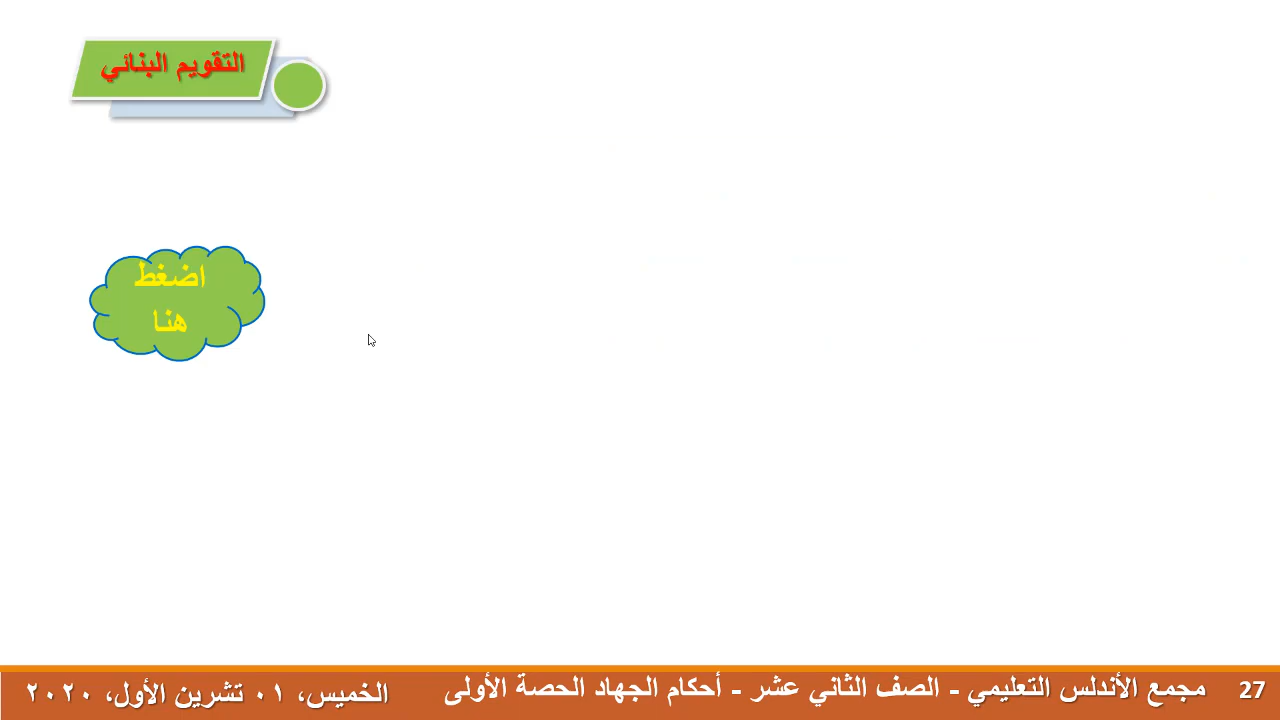 التقويم البنائي
اضغط
هنا
الخميس، ٠١ تشرين الأول، ٢٠٢٠
مجمع الأندلس التعليمي - الصف الثاني عشر - أحكام الجهاد الحصة الأولى
27